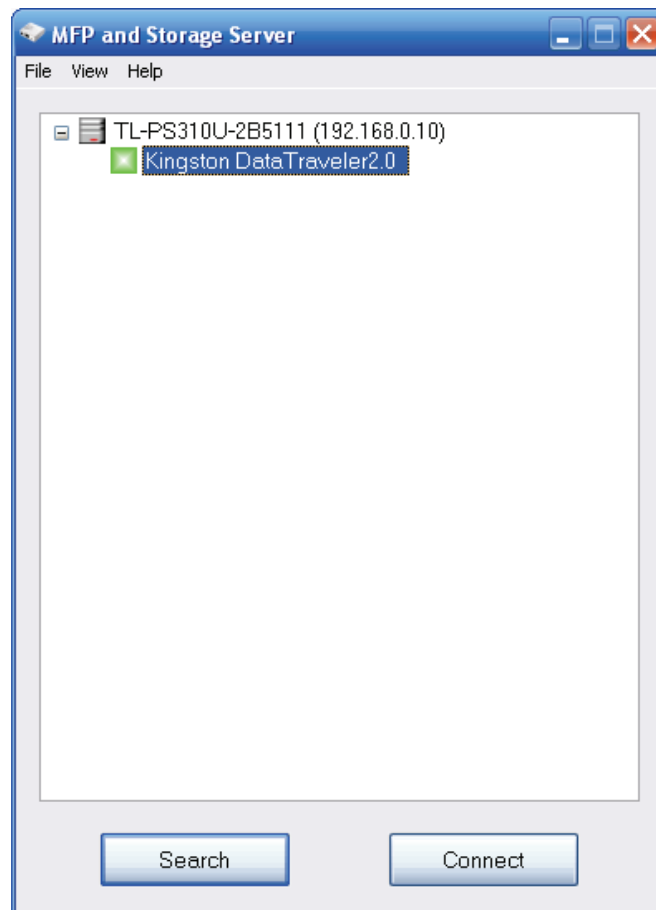 MFP and Storage Server
File View Help
TL-PS310U-2B5111 (192.168.0.10)
Kingston DataTraveler2.0
Search Connect